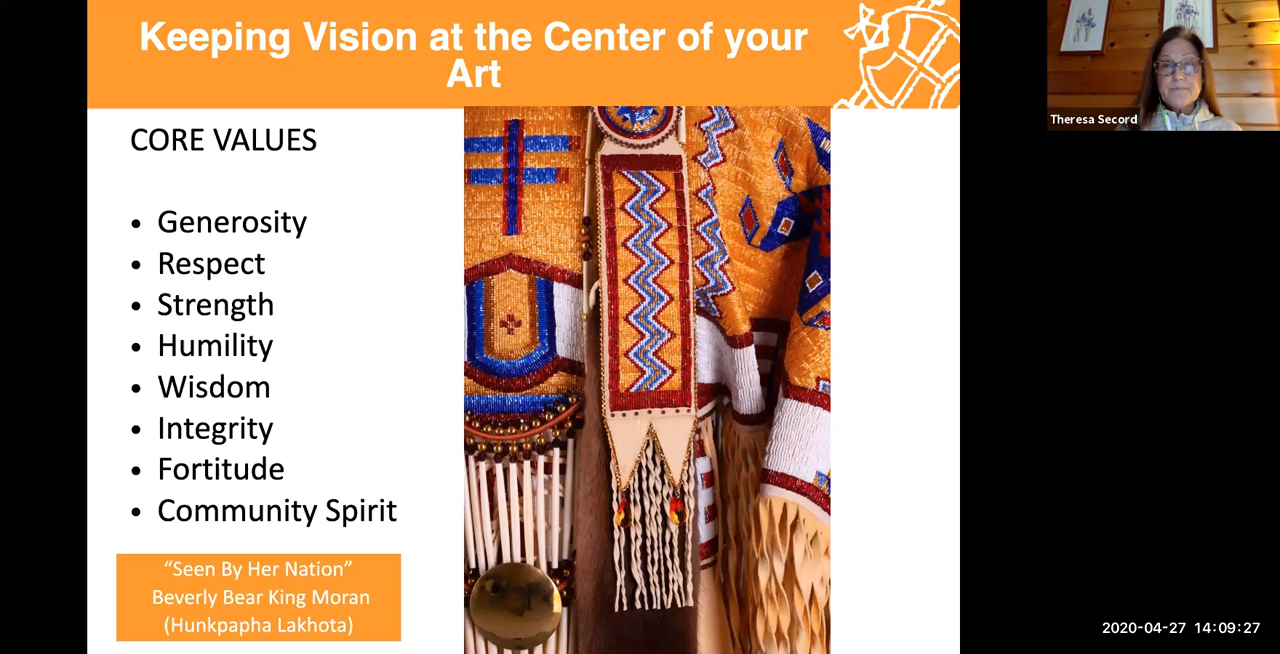 Keeping Vision at the Center of your
Art
CORE VALUES
• Generosity
• Respect
• Strength
• Humility
• Wisdom
• Integrity
• Fortitude
• Community Spirit
“Seen By Her Nation”
Beverly Bear King Moran
(Hunkpapha Lakhota)
Theresa Secord
2020-04-27 14:09:27